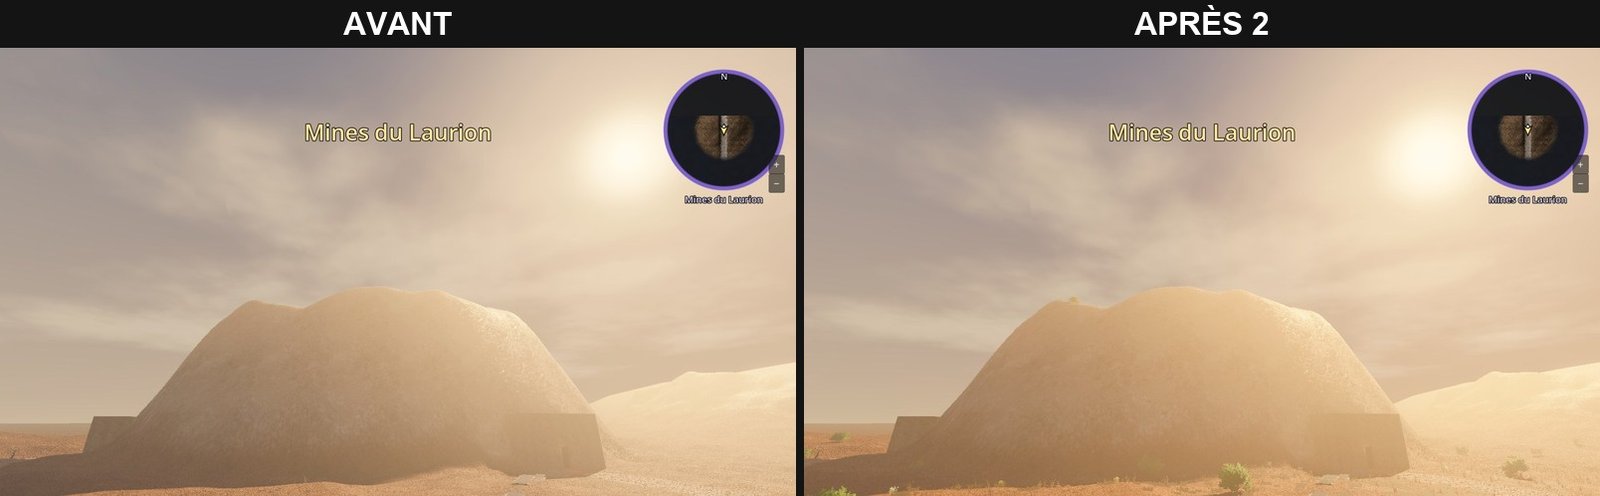 AVANT
APRÈS 2
Mines du Laurion
N
+
−
Mines du Laurion
Mines du Laurion
N
+
−
Mines du Laurion